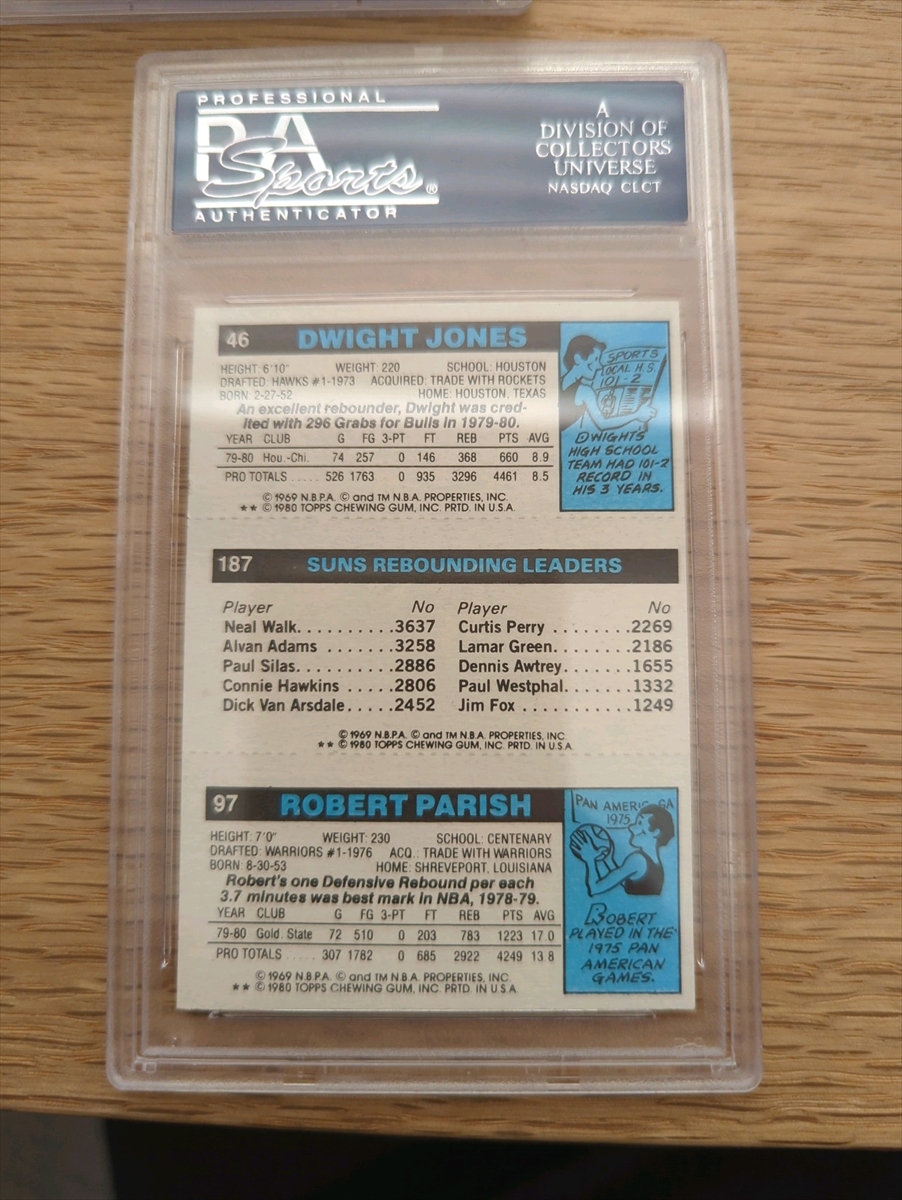 PROFESSIONAL
PSA
Sports®
AUTHENTICATOR
A
DIVISION OF
COLLECTORS
UNIVERSE
NASDAQ CLCT
46 DWIGHT JONES
HEIGHT: 6'10" WEIGHT: 220 SCHOOL: HOUSTON
DRAFTED: HAWKS #1-1973 ACQUIRED: TRADE WITH ROCKETS
BORN: 2-27-52 HOME: HOUSTON, TEXAS
An excellent rebounder, Dwight was cred-
ited with 296 Grabs for Bulls in 1979-80.
YEAR CLUB G FG 3-PT FT REB PTS AVG
79-80 Hou.-Chi. 74 257 0 146 368 660 8.9
PRO TOTALS ..... 526 1763 0 935 3296 4461 8.5
© 1969 N.B.P.A. © and TM N.B.A. PROPERTIES, INC.
** © 1980 TOPPS CHEWING GUM, INC. PRTD. IN U.S.A.
SPORTS
LOCAL H.S.
101-2
DWIGHT'S
HIGH SCHOOL
TEAM HAD 101-2
RECORD IN
HIS 3 YEARS.
187 SUNS REBOUNDING LEADERS
Player No Player No
Neal Walk..........3637 Curtis Perry ........2269
Alvan Adams .......3258 Lamar Green........2186
Paul Silas..........2886 Dennis Awtrey.......1655
Connie Hawkins .....2806 Paul Westphal.......1332
Dick Van Arsdale.....2452 Jim Fox ...........1249
© 1969 N.B.P.A. © and TM N.B.A. PROPERTIES, INC.
** © 1980 TOPPS CHEWING GUM, INC. PRTD. IN U.S.A.
97 ROBERT PARISH
HEIGHT: 7'0" WEIGHT: 230 SCHOOL: CENTENARY
DRAFTED: WARRIORS #1-1976 ACQ.: TRADE WITH WARRIORS
BORN: 8-30-53 HOME: SHREVEPORT, LOUISIANA
Robert's one Defensive Rebound per each
3.7 minutes was best mark in NBA, 1978-79.
YEAR CLUB G FG 3-PT FT REB PTS AVG
79-80 Gold. State 72 510 0 203 783 1223 17.0
PRO TOTALS ..... 307 1782 0 685 2922 4249 13.8
© 1969 N.B.P.A. © and TM N.B.A. PROPERTIES, INC.
** © 1980 TOPPS CHEWING GUM, INC. PRTD. IN U.S.A.
PAN AMERIC GA
1975
ROBERT
PLAYED IN THE
1975 PAN
AMERICAN
GAMES.